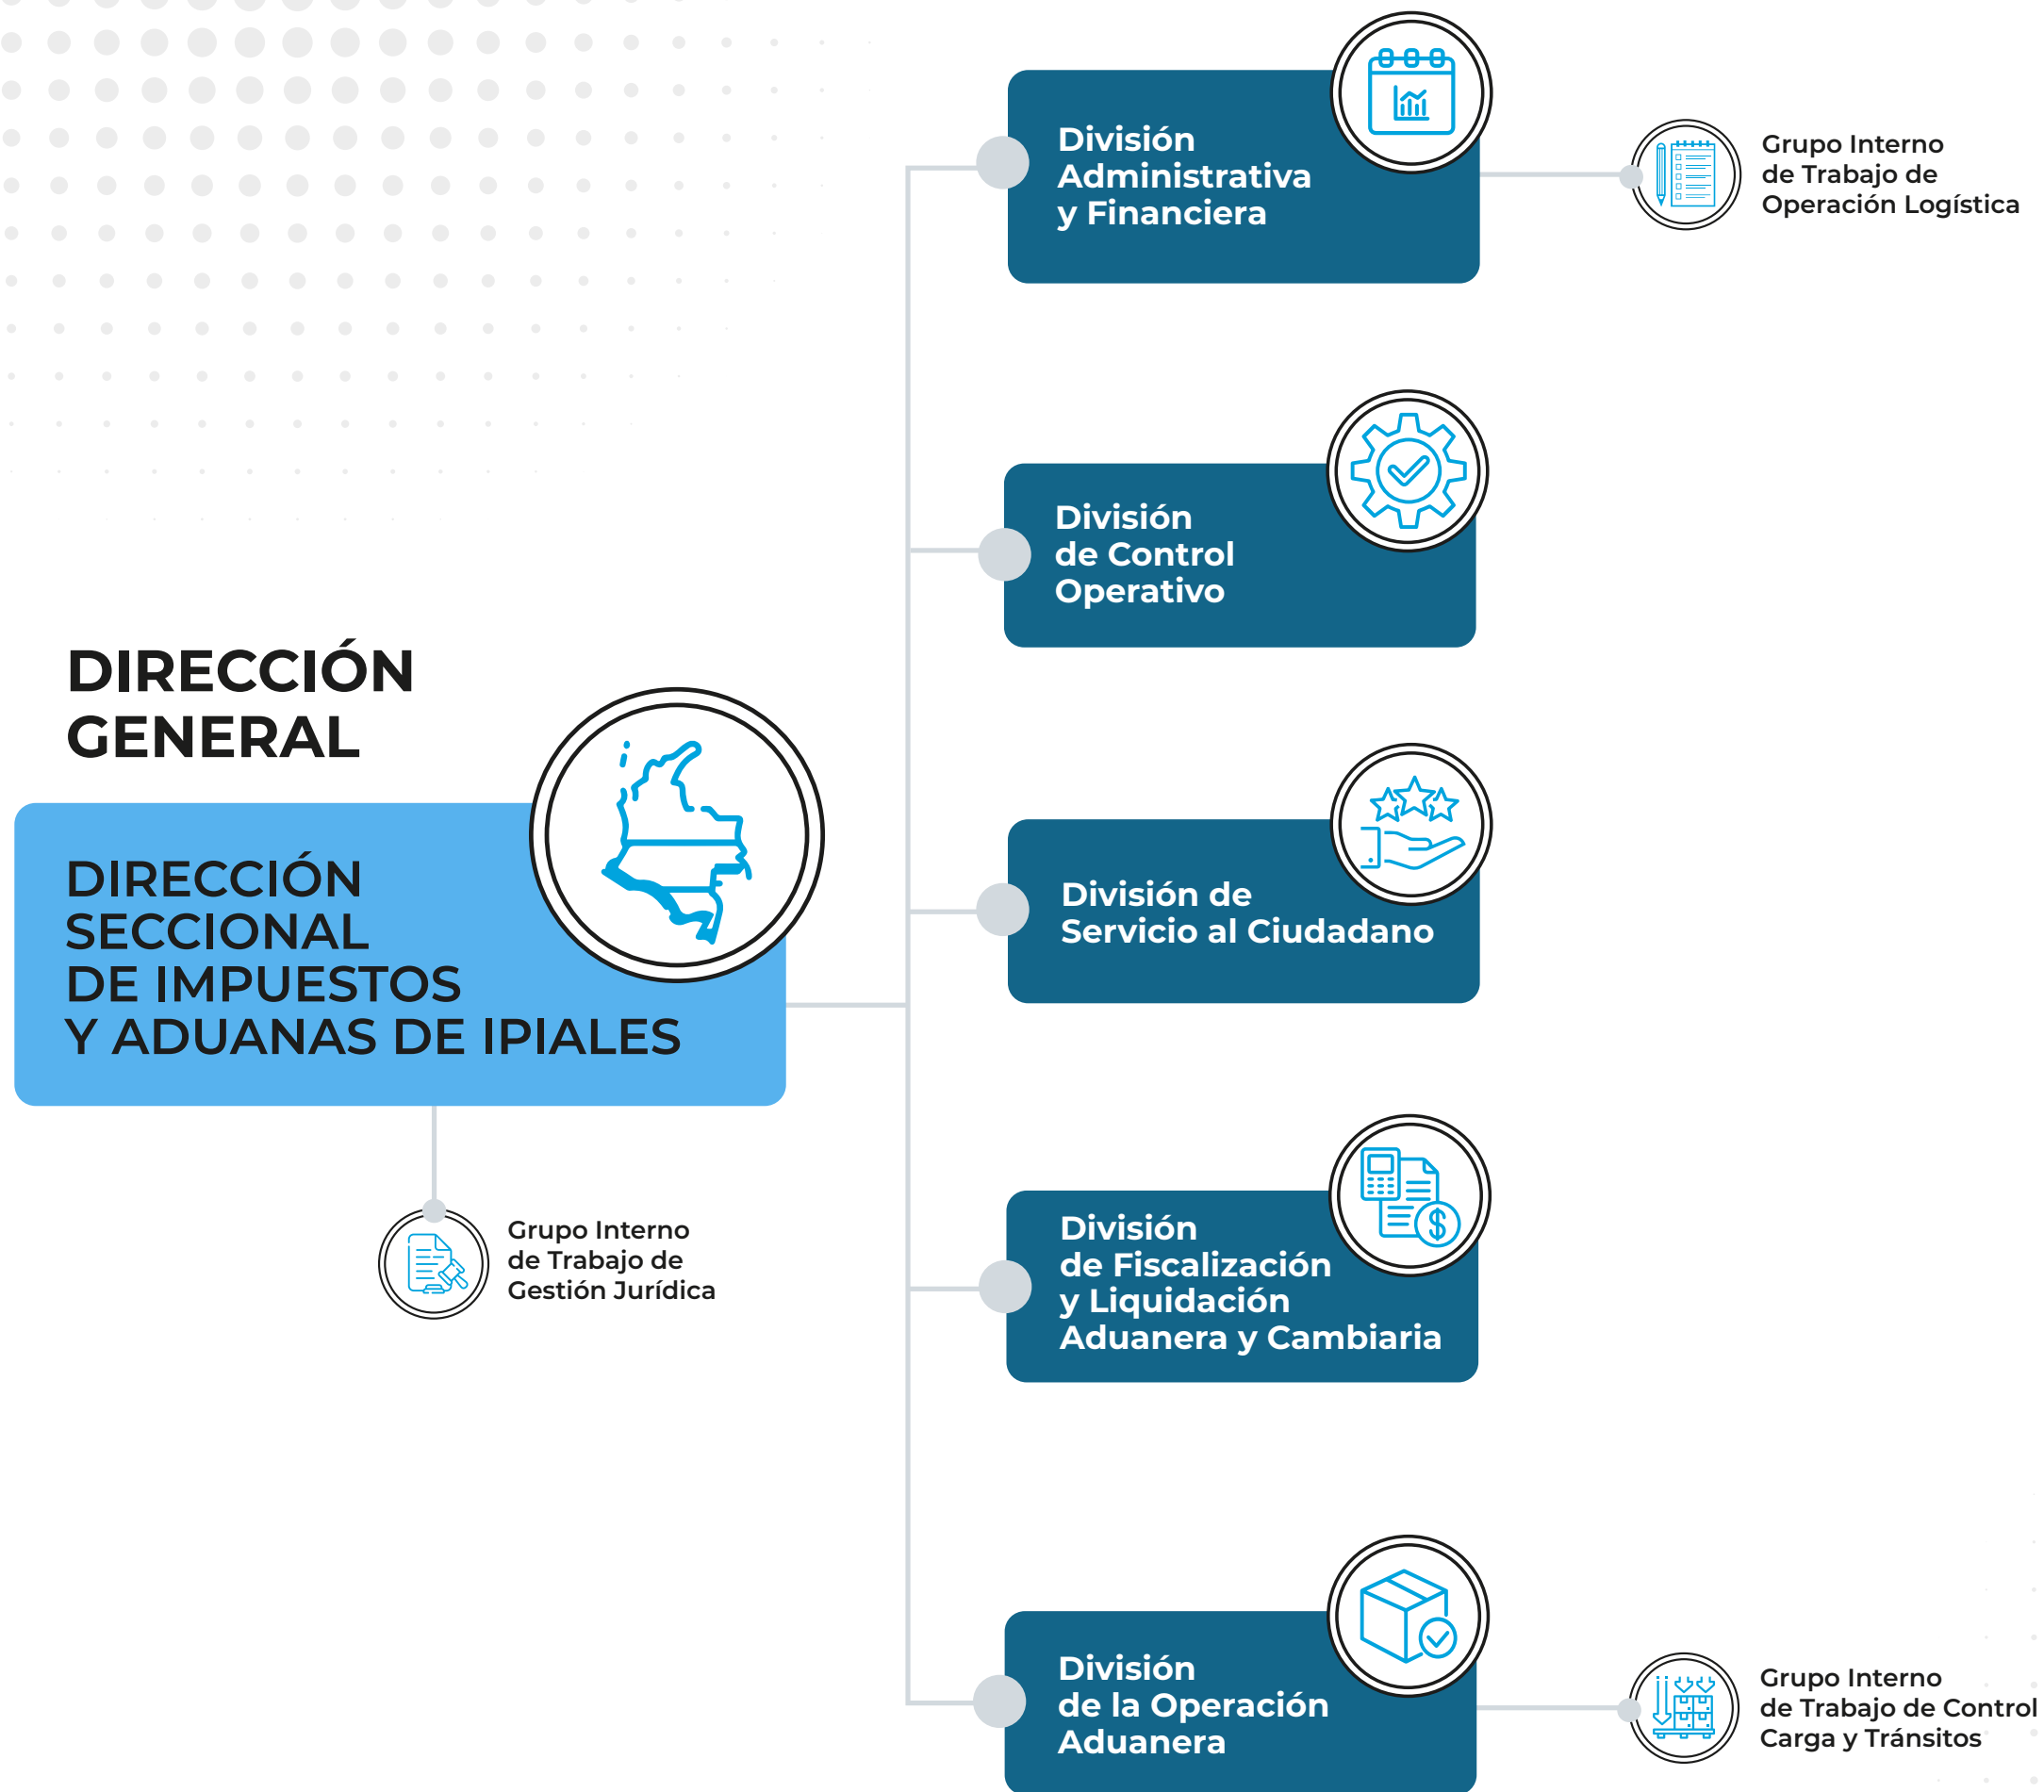 DIRECCIÓN
GENERAL
DIRECCIÓN
SECCIONAL
DE IMPUESTOS
Y ADUANAS DE IPIALES
Grupo Interno
de Trabajo de
Gestión Jurídica
División
Administrativa
y Financiera
Grupo Interno
de Trabajo de
Operación Logística
División
de Control
Operativo
División de
Servicio al Ciudadano
División
de Fiscalización
y Liquidación
Aduanera y Cambiaria
$
División
de la Operación
Aduanera
Grupo Interno
de Trabajo de Control
Carga y Tránsitos